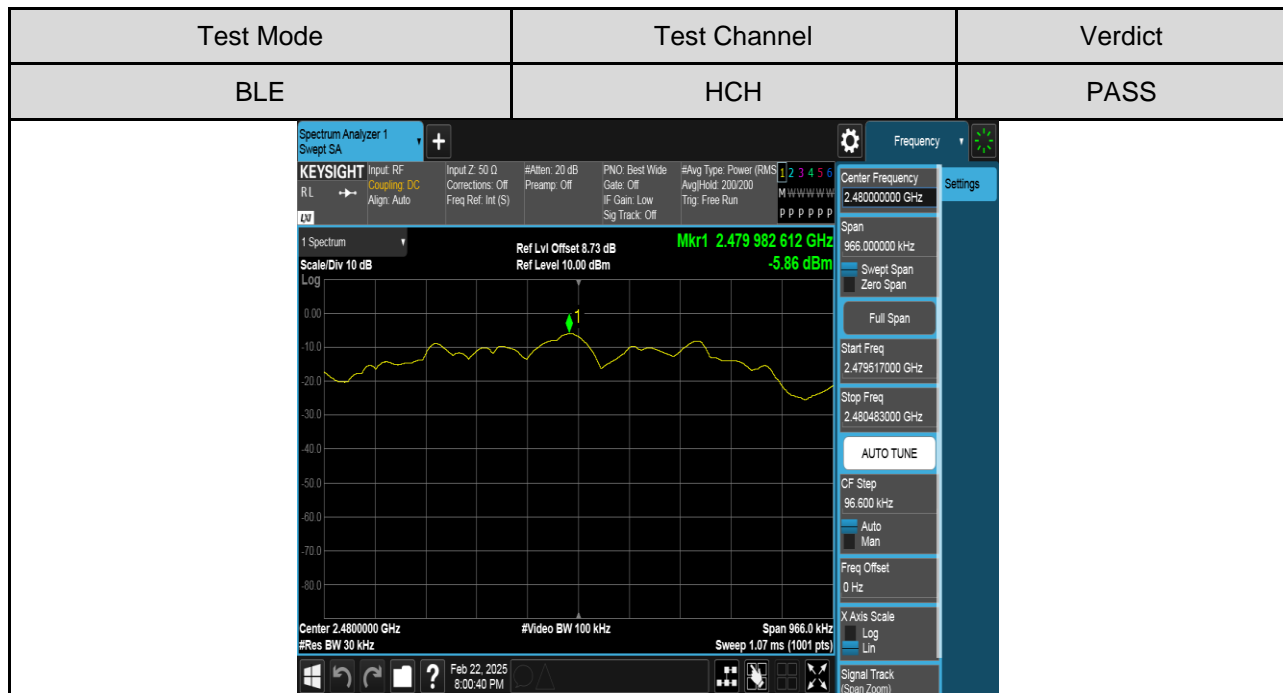 Test Mode Test Channel Verdict
BLE HCH PASS
Spectrum Analyzer 1
Swept SA
+
Frequency
KEYSIGHT
R L
LXI
Input: RF
Coupling: DC
Align: Auto
Input Z: 50 Ω
Corrections: Off
Freq Ref: Int (S)
#Atten: 20 dB
Preamp: Off
PNO: Best Wide
Gate: Off
IF Gain: Low
Sig Track: Off
#Avg Type: Power (RMS
Avg|Hold: 200/200
Trig: Free Run
1 2 3 4 5 6
M W W W W W
P P P P P P
1 Spectrum
Scale/Div 10 dB
Log
Ref Lvl Offset 8.73 dB
Ref Level 10.00 dBm
Mkr1 2.479 982 612 GHz
-5.86 dBm
1
0.00
-10.0
-20.0
-30.0
-40.0
-50.0
-60.0
-70.0
-80.0
Center 2.4800000 GHz
#Res BW 30 kHz
#Video BW 100 kHz
Span 966.0 kHz
Sweep 1.07 ms (1001 pts)
?
Feb 22, 2025
8:00:40 PM
Center Frequency
2.480000000 GHz
Settings
Span
966.000000 kHz
Swept Span
Zero Span
Full Span
Start Freq
2.479517000 GHz
Stop Freq
2.480483000 GHz
AUTO TUNE
CF Step
96.600 kHz
Auto
Man
Freq Offset
0 Hz
X Axis Scale
Log
Lin
Signal Track
(Span Zoom)